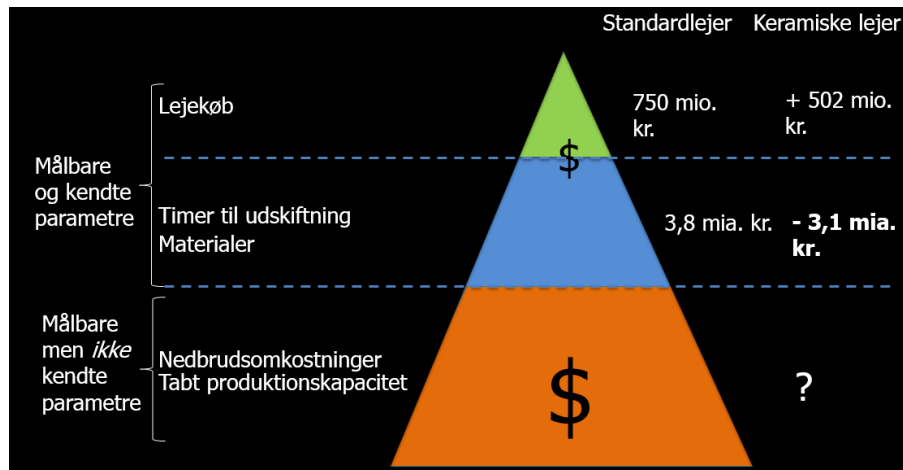 Standardlejer Keramiske lejer
Lejekøb
750 mio.
kr.
+ 502 mio.
kr.
$
Målbare
og kendte
parametre
Timer til udskiftning
Materialer
3,8 mia. kr.
- 3,1 mia.
kr.
Målbare
men ikke
kendte
parametre
Nedbrudsomkostninger
Tabt produktionskapacitet
$
?